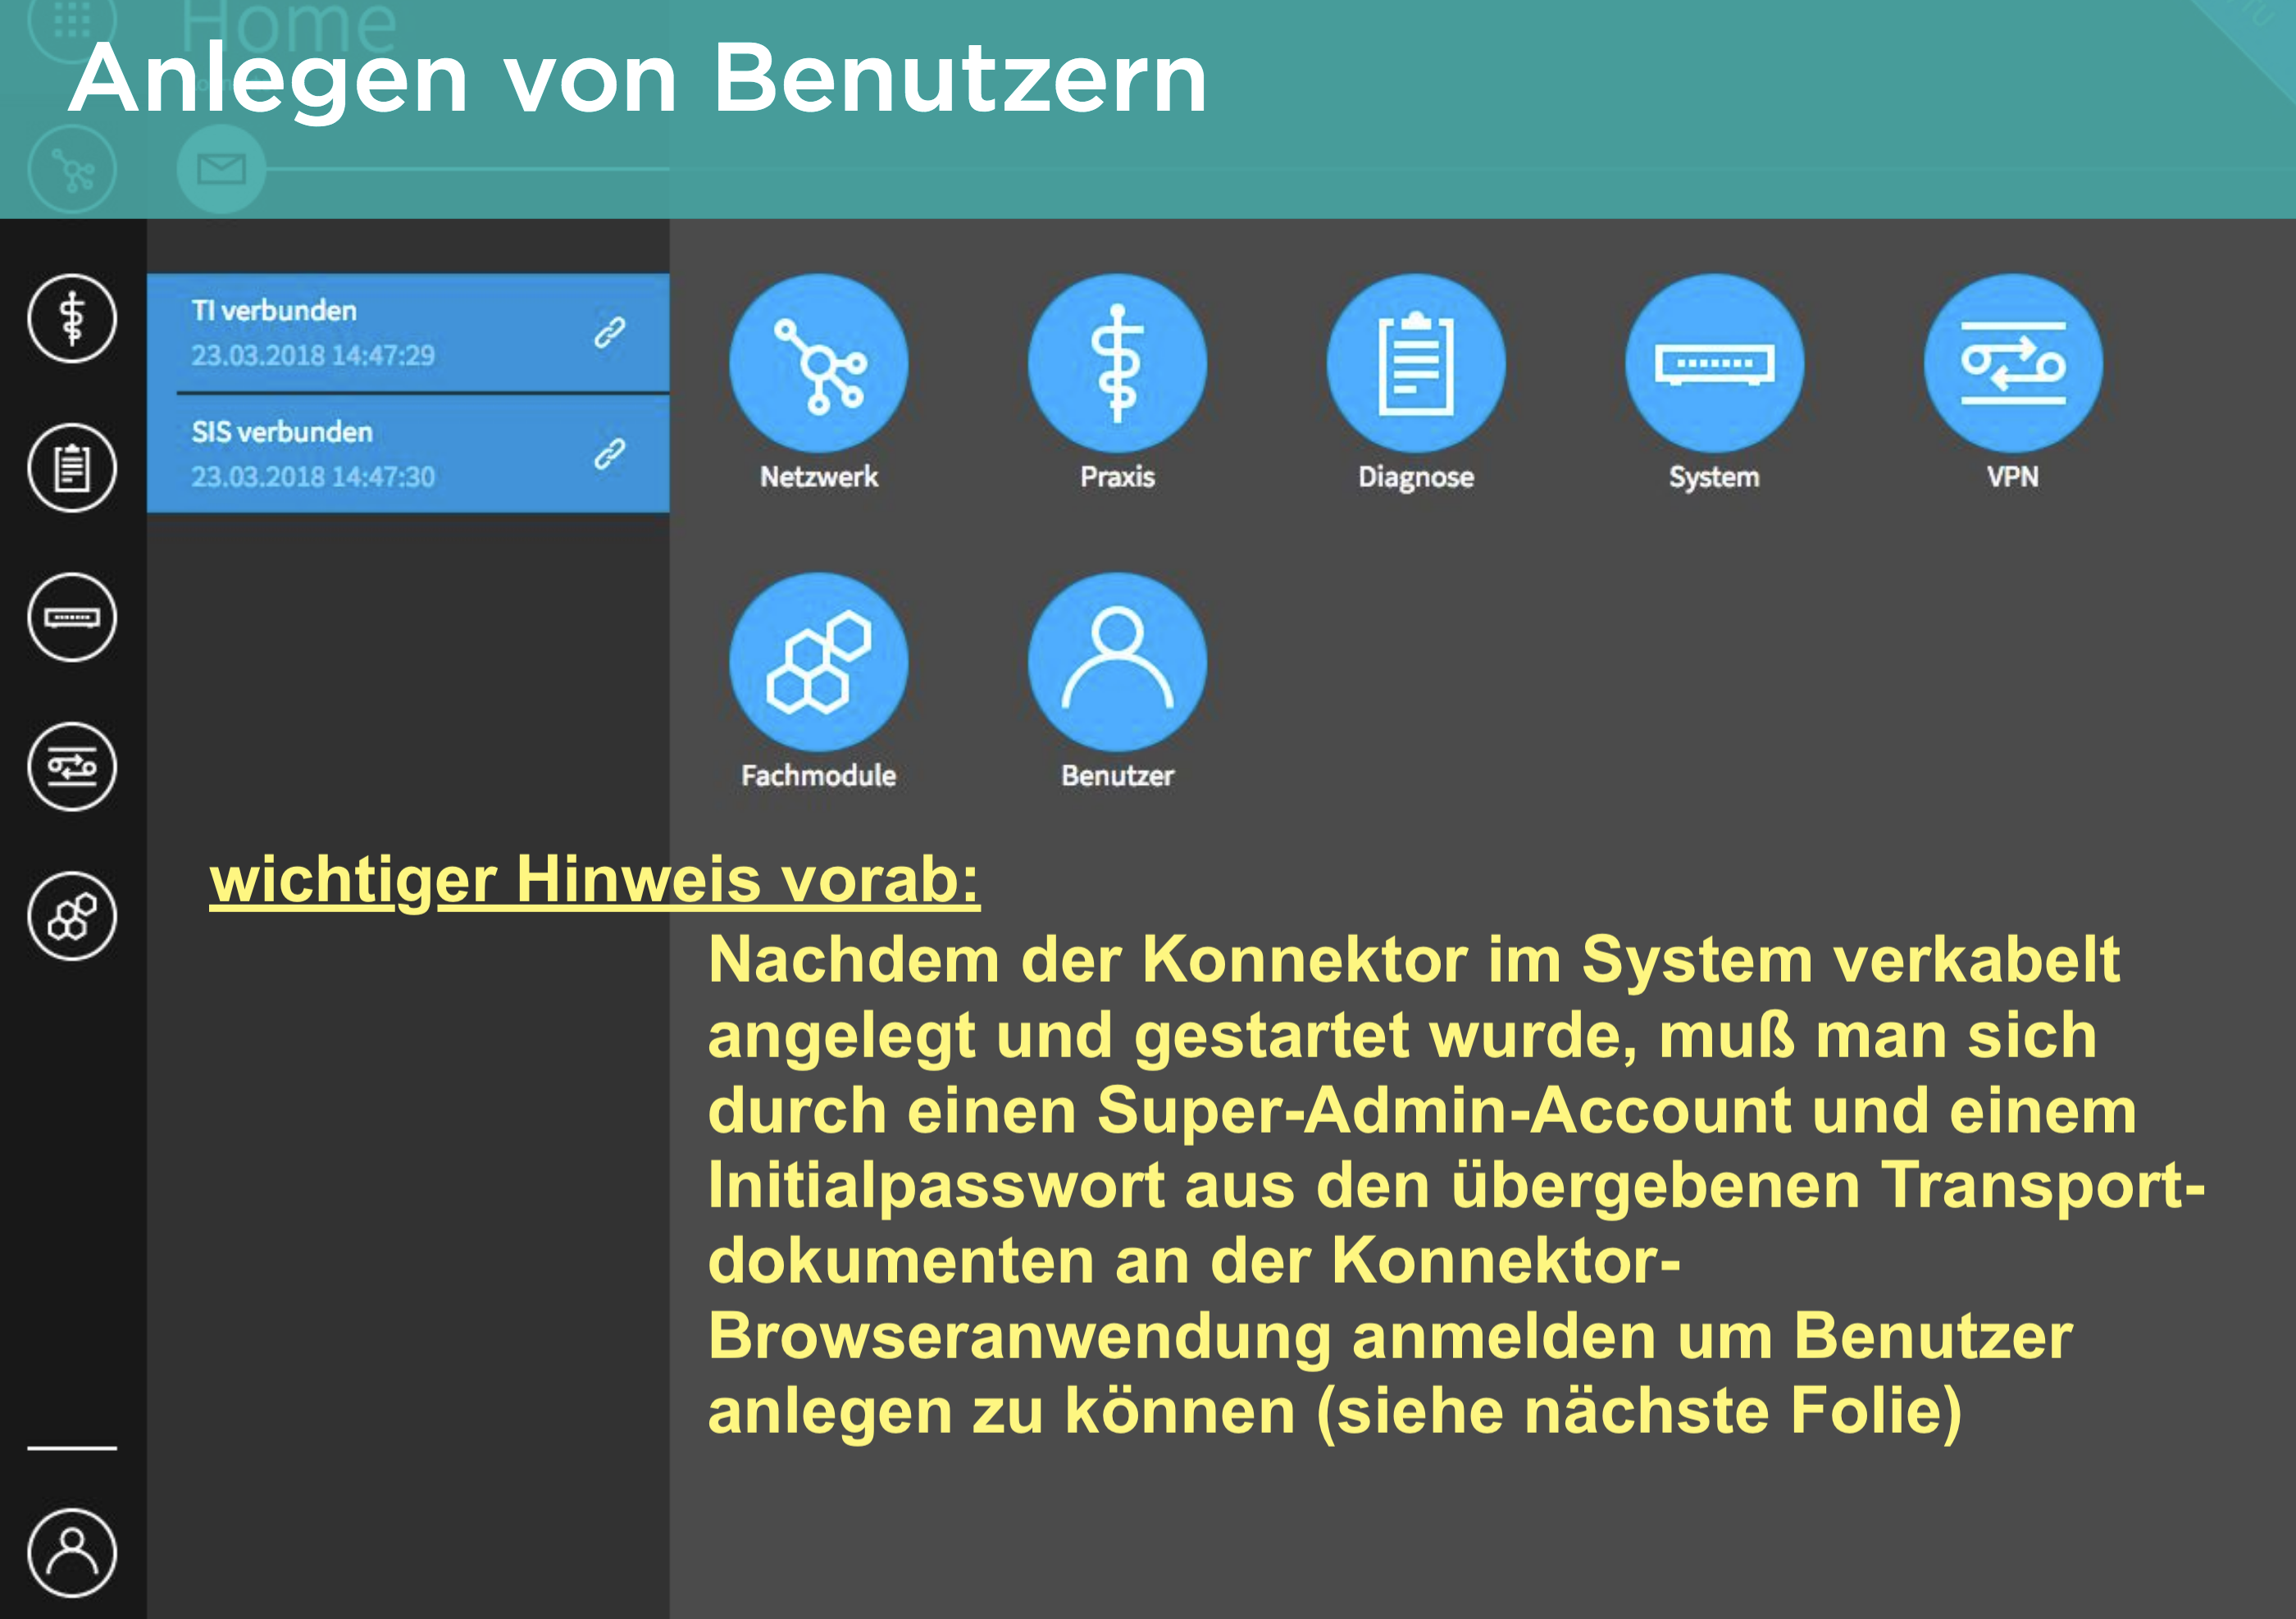 Home
Anlegen von Benutzern
TI verbunden
23.03.2018 14:47:29
SIS verbunden
23.03.2018 14:47:30
Netzwerk
Praxis
Diagnose
System
VPN
Fachmodule
Benutzer
wichtiger Hinweis vorab:
Nachdem der Konnektor im System verkabelt
angelegt und gestartet wurde, muß man sich
durch einen Super-Admin-Account und einem
Initialpasswort aus den übergebenen Transport-
dokumenten an der Konnektor-
Browseranwendung anmelden um Benutzer
anlegen zu können (siehe nächste Folie)